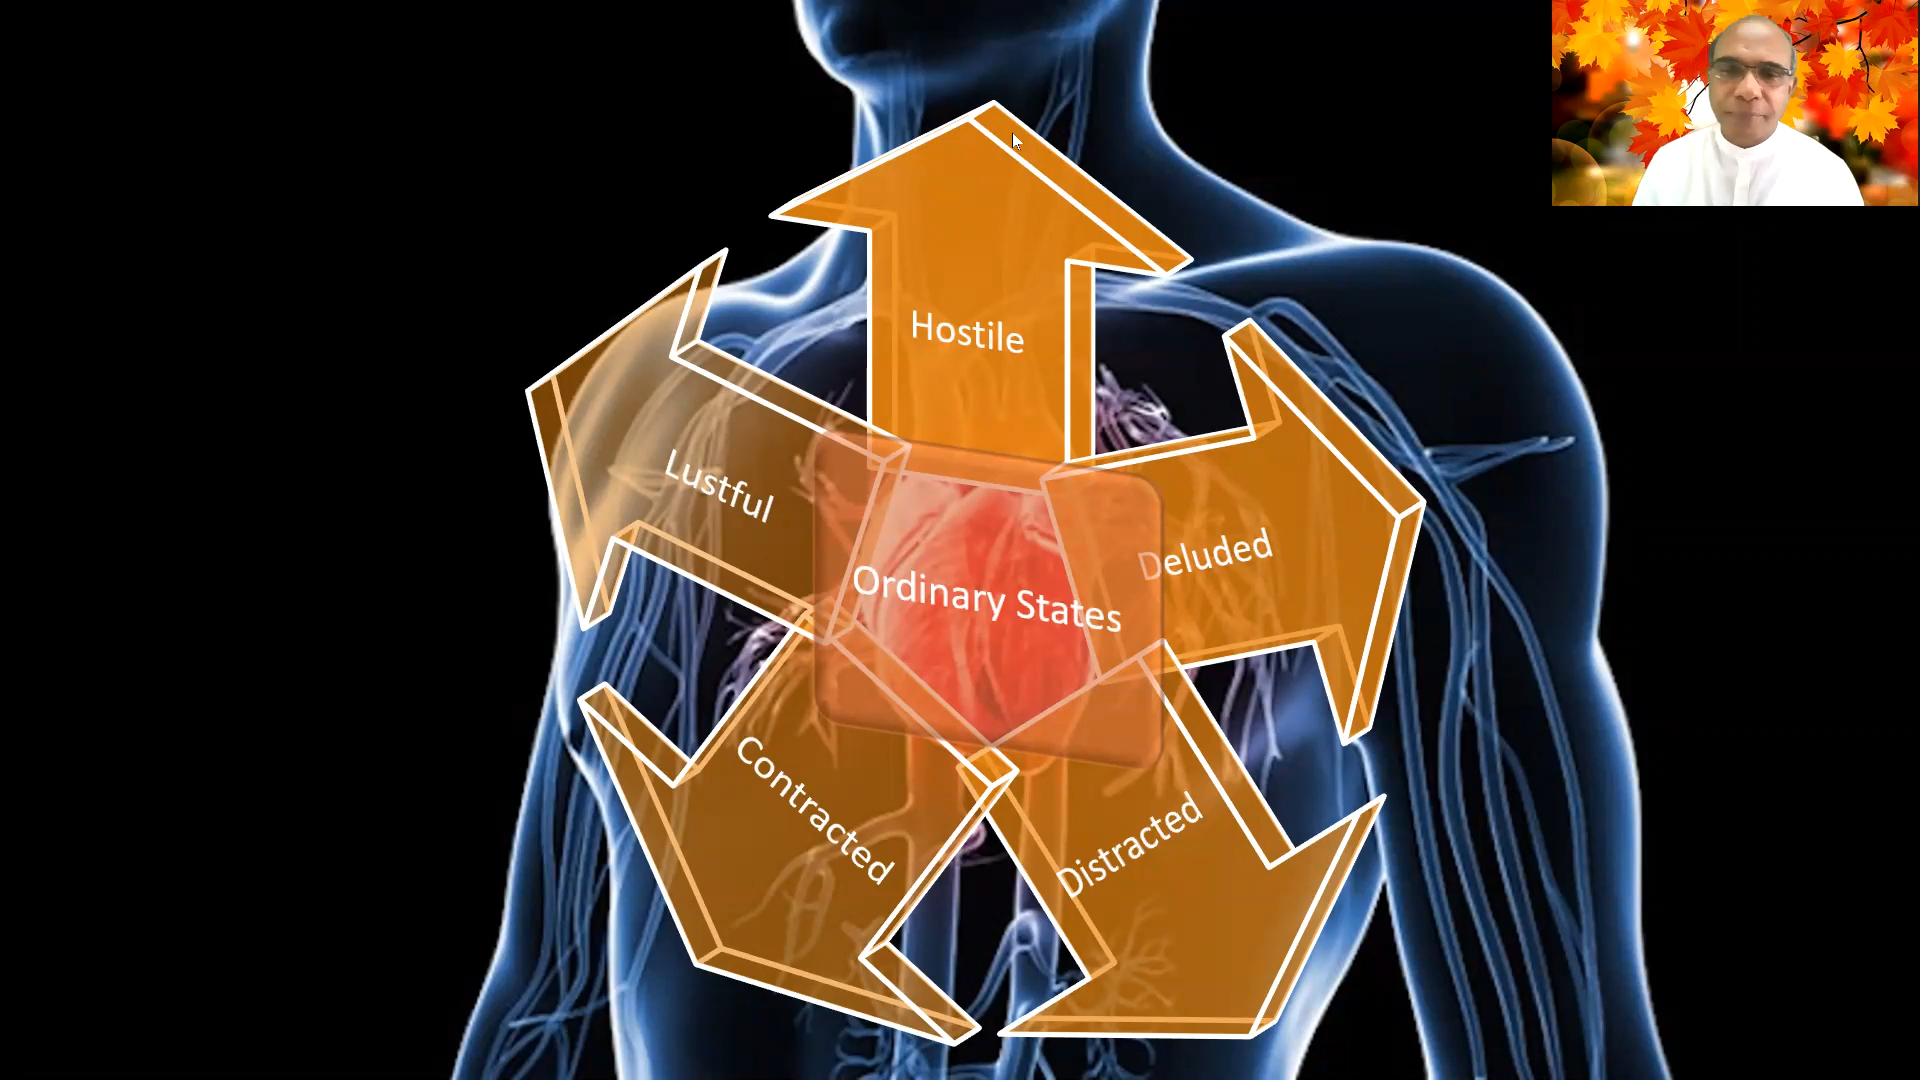 Hostile
Lustful
Deluded
Ordinary States
Contracted
Distracted